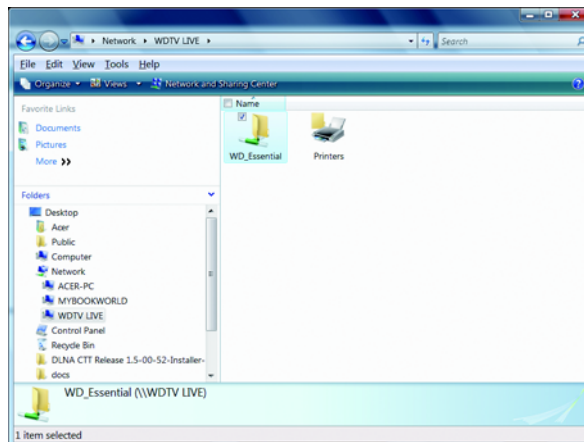 Network ▸ WDTV LIVE ▸
Search
File Edit View Tools Help
Organize Views Network and Sharing Center
Favorite Links
Documents
Pictures
More »
Name
WD_Essential
Printers
Folders
Desktop
Acer
Public
Computer
Network
ACER-PC
MYBOOKWORLD
WDTV LIVE
Control Panel
Recycle Bin
DLNA CTT Release 1.5-00-52-Installer-
docs
WD_Essential (\\WDTV LIVE)
1 item selected